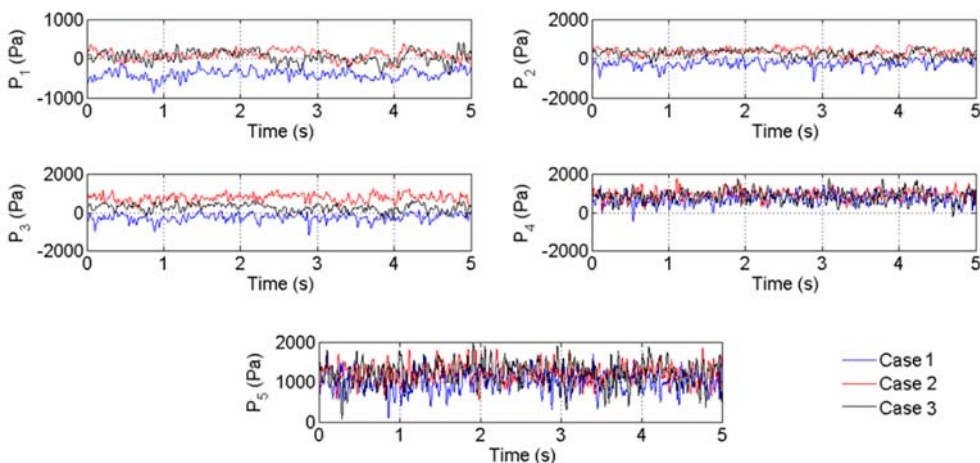 1000
0
-1000
P1 (Pa)
0 1 2 3 4 5
Time (s)
2000
0
-2000
P2 (Pa)
0 1 2 3 4 5
Time (s)
2000
0
-2000
P3 (Pa)
0 1 2 3 4 5
Time (s)
2000
0
-2000
P4 (Pa)
0 1 2 3 4 5
Time (s)
2000
1000
0
P5 (Pa)
0 1 2 3 4 5
Time (s)
Case 1
Case 2
Case 3